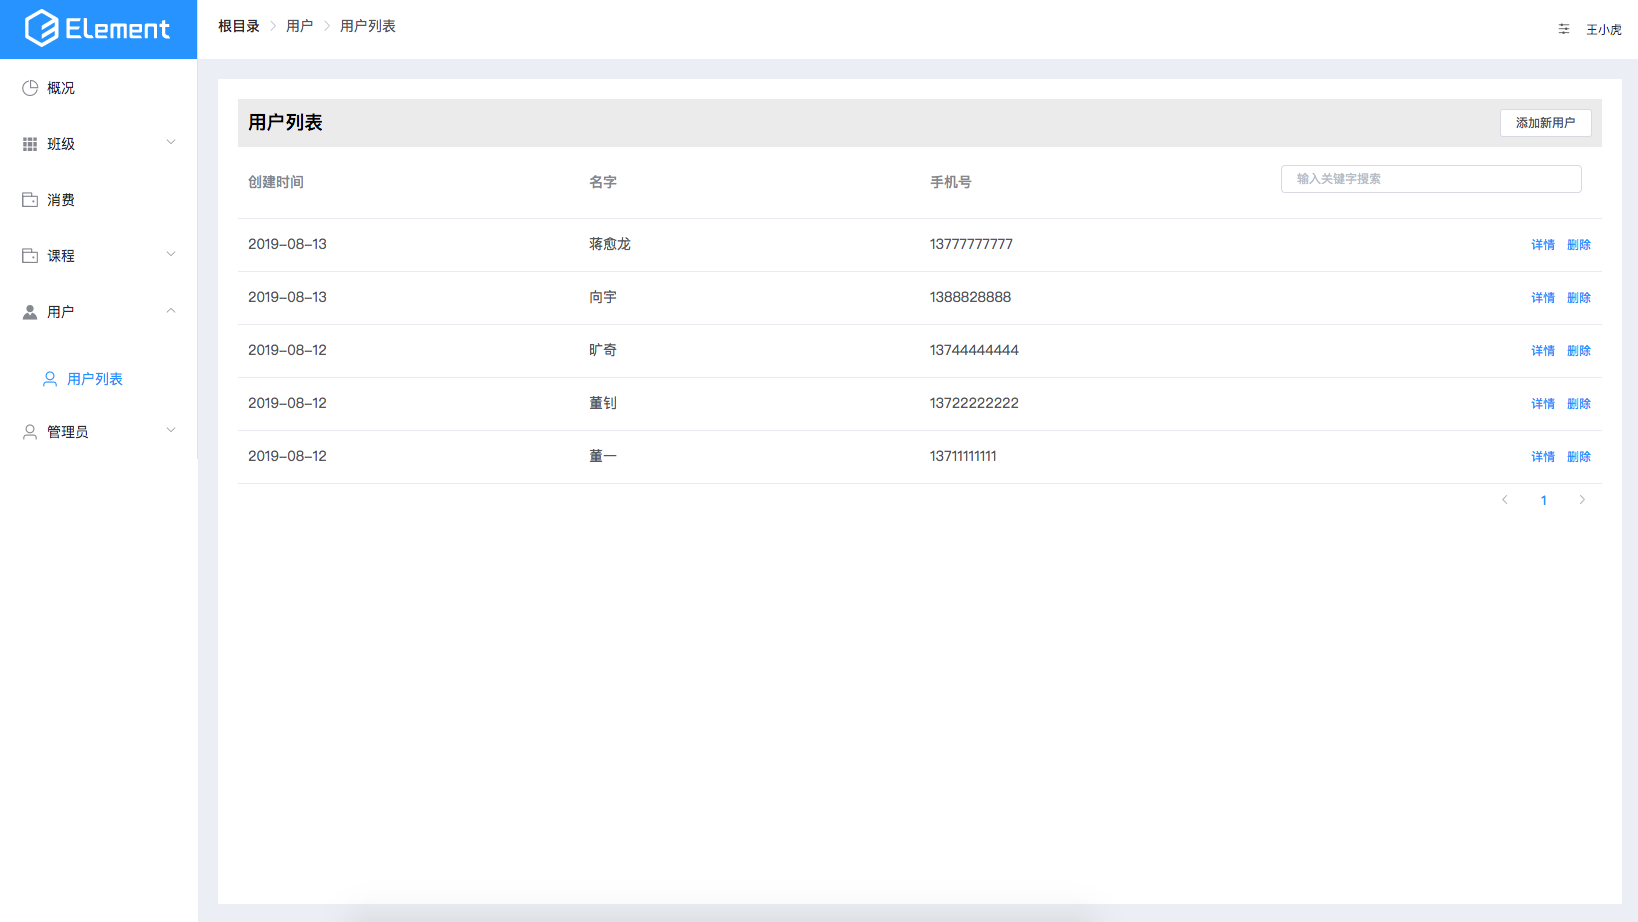 Element
根目录 > 用户 > 用户列表
王小虎
概况
班级
消费
课程
用户
用户列表
管理员
用户列表
添加新用户
创建时间 名字 手机号 输入关键字搜索
2019-08-13 蒋愈龙 13777777777 详情 删除
2019-08-13 向宇 1388828888 详情 删除
2019-08-12 旷奇 13744444444 详情 删除
2019-08-12 董钊 13722222222 详情 删除
2019-08-12 董一 13711111111 详情 删除
< 1 >